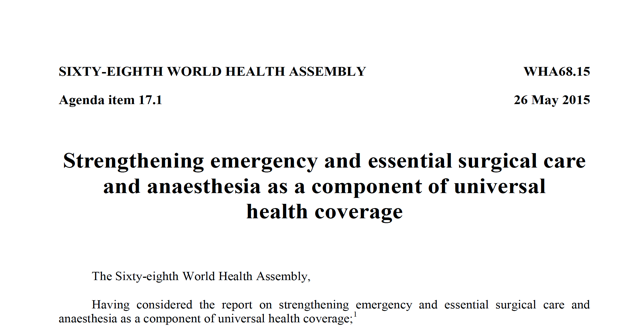 SIXTY-EIGHTH WORLD HEALTH ASSEMBLY WHA68.15
Agenda item 17.1 26 May 2015
Strengthening emergency and essential surgical care
and anaesthesia as a component of universal
health coverage
The Sixty-eighth World Health Assembly,
Having considered the report on strengthening emergency and essential surgical care and
anaesthesia as a component of universal health coverage;¹